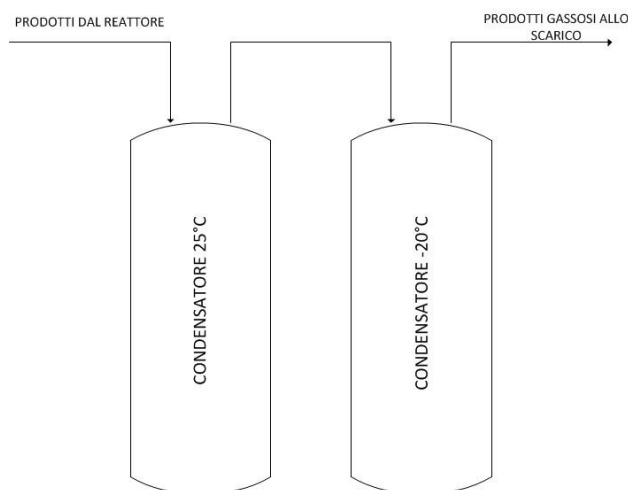 PRODOTTI DAL REATTORE
PRODOTTI GASSOSI ALLO
SCARICO
CONDENSATORE 25°C
CONDENSATORE -20°C